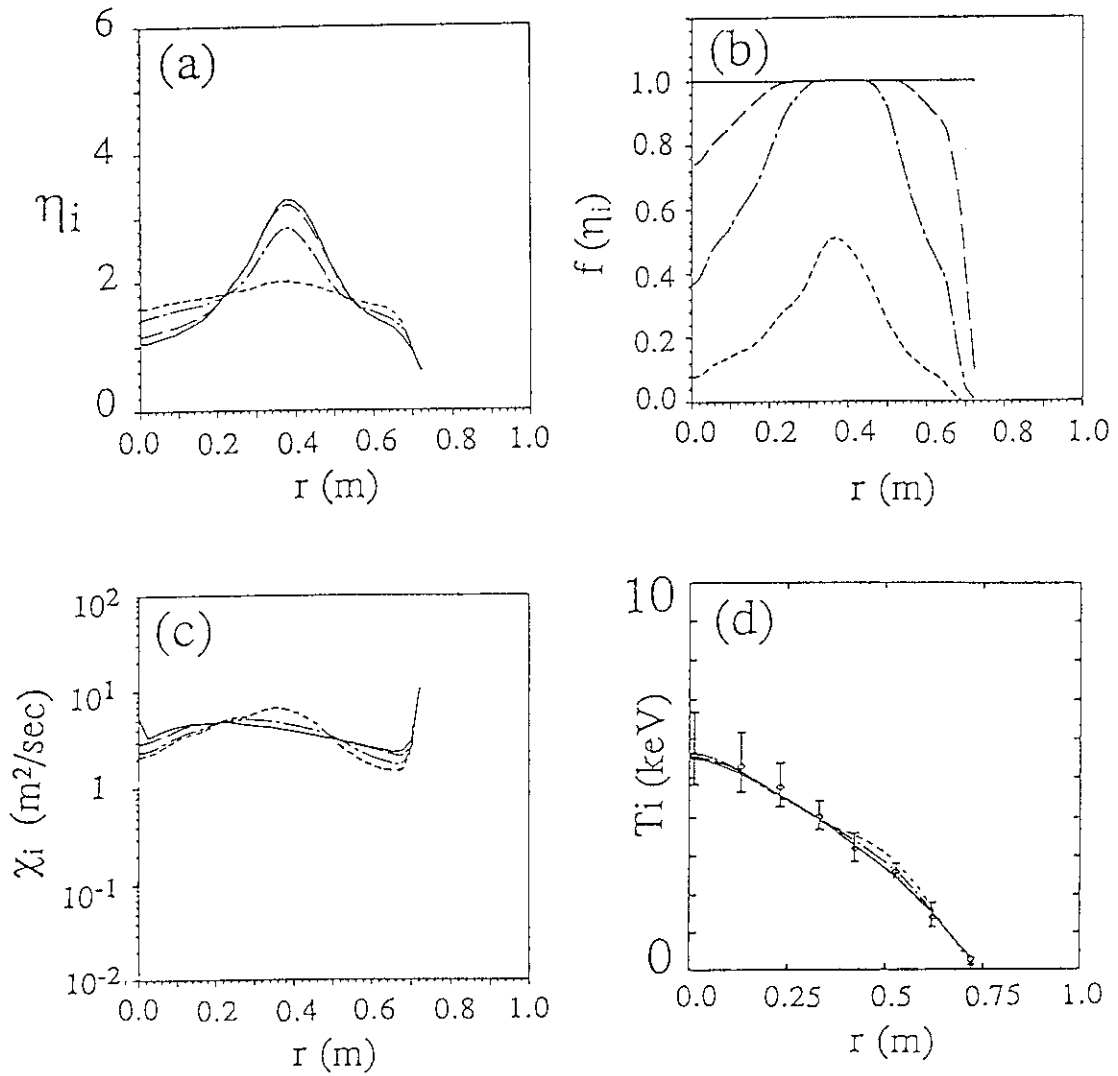 (a)
6
4
2
0
ηi
0.0 0.2 0.4 0.6 0.8 1.0
r (m)
(b)
1.0
0.8
0.6
0.4
0.2
0.0
f (ηi)
0.0 0.2 0.4 0.6 0.8 1.0
r (m)
(c)
10²
10¹
1
10⁻¹
10⁻²
χi (m²/sec)
0.0 0.2 0.4 0.6 0.8 1.0
r (m)
(d)
10
0
Ti (keV)
0.0 0.25 0.5 0.75 1.0
r (m)